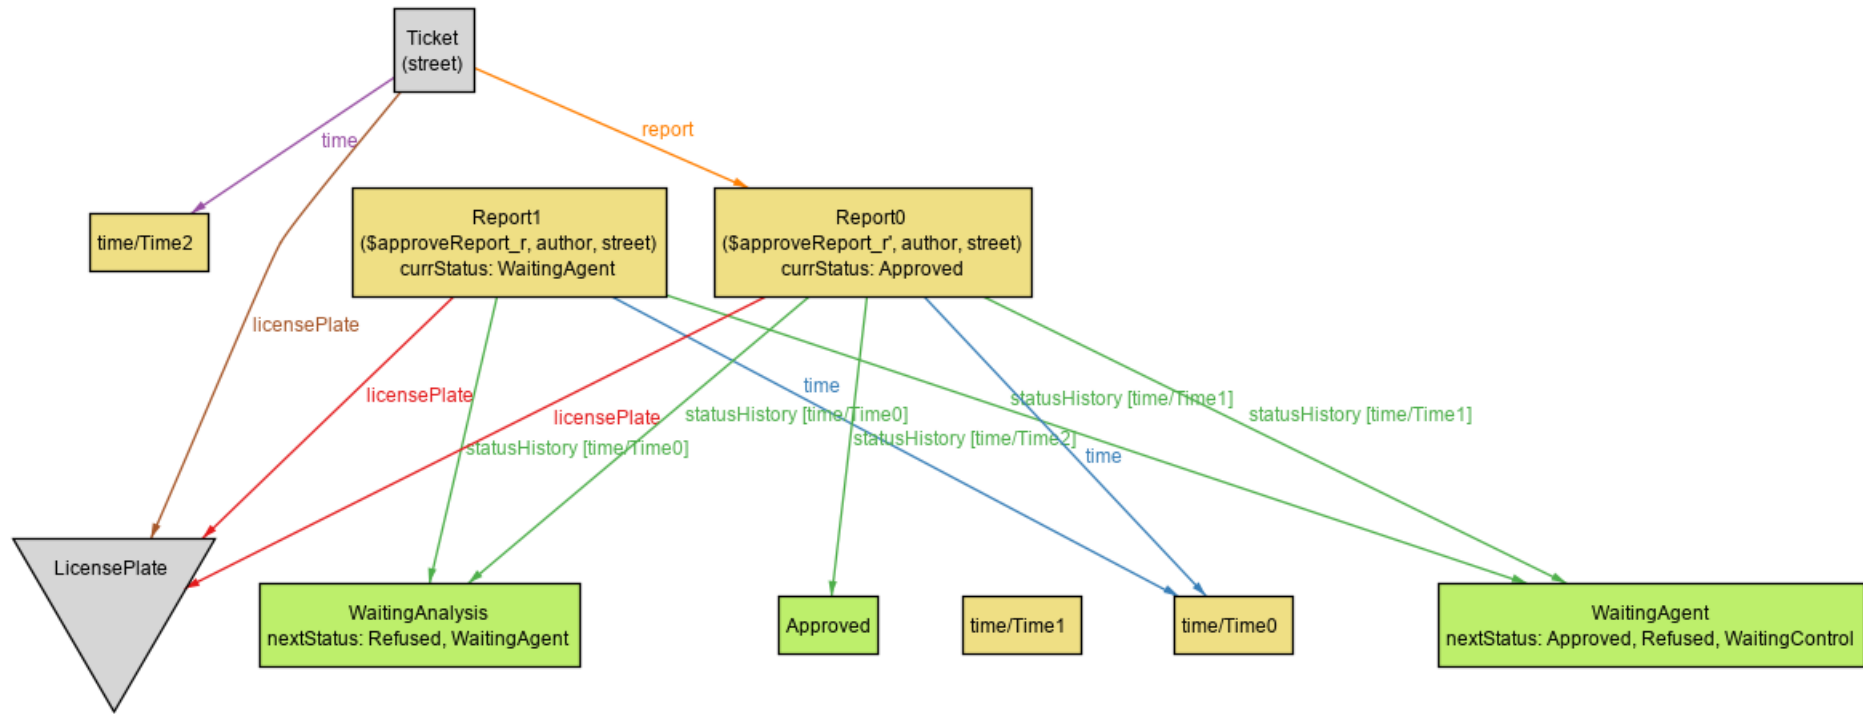 Ticket
(street)
time
report
time/Time2
Report1
($approveReport_r, author, street)
currStatus: WaitingAgent
Report0
($approveReport_r', author, street)
currStatus: Approved
licensePlate
licensePlate
licensePlate
time
statusHistory [time/Time0]
statusHistory [time/Time0]
statusHistory [time/Time2]
statusHistory [time/Time1]
statusHistory [time/Time1]
time
LicensePlate
WaitingAnalysis
nextStatus: Refused, WaitingAgent
Approved
time/Time1
time/Time0
WaitingAgent
nextStatus: Approved, Refused, WaitingControl